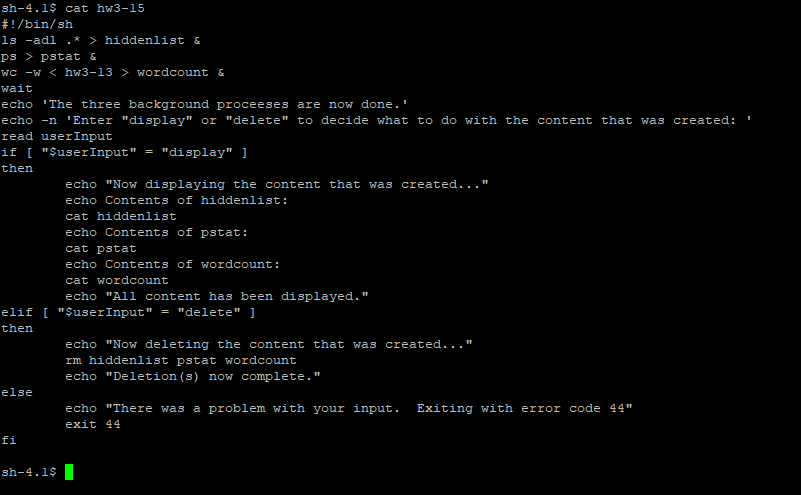 sh-4.1$ cat hw3-15
#!/bin/sh
ls -adl .* > hiddenlist &
ps > pstat &
wc -w < hw3-13 > wordcount &
wait
echo 'The three background proceeses are now done.'
echo -n 'Enter "display" or "delete" to decide what to do with the content that was created: '
read userInput
if [ "$userInput" = "display" ]
then
        echo "Now displaying the content that was created..."
        echo Contents of hiddenlist:
        cat hiddenlist
        echo Contents of pstat:
        cat pstat
        echo Contents of wordcount:
        cat wordcount
        echo "All content has been displayed."
elif [ "$userInput" = "delete" ]
then
        echo "Now deleting the content that was created..."
        rm hiddenlist pstat wordcount
        echo "Deletion(s) now complete."
else
        echo "There was a problem with your input.  Exiting with error code 44"
        exit 44
fi
sh-4.1$